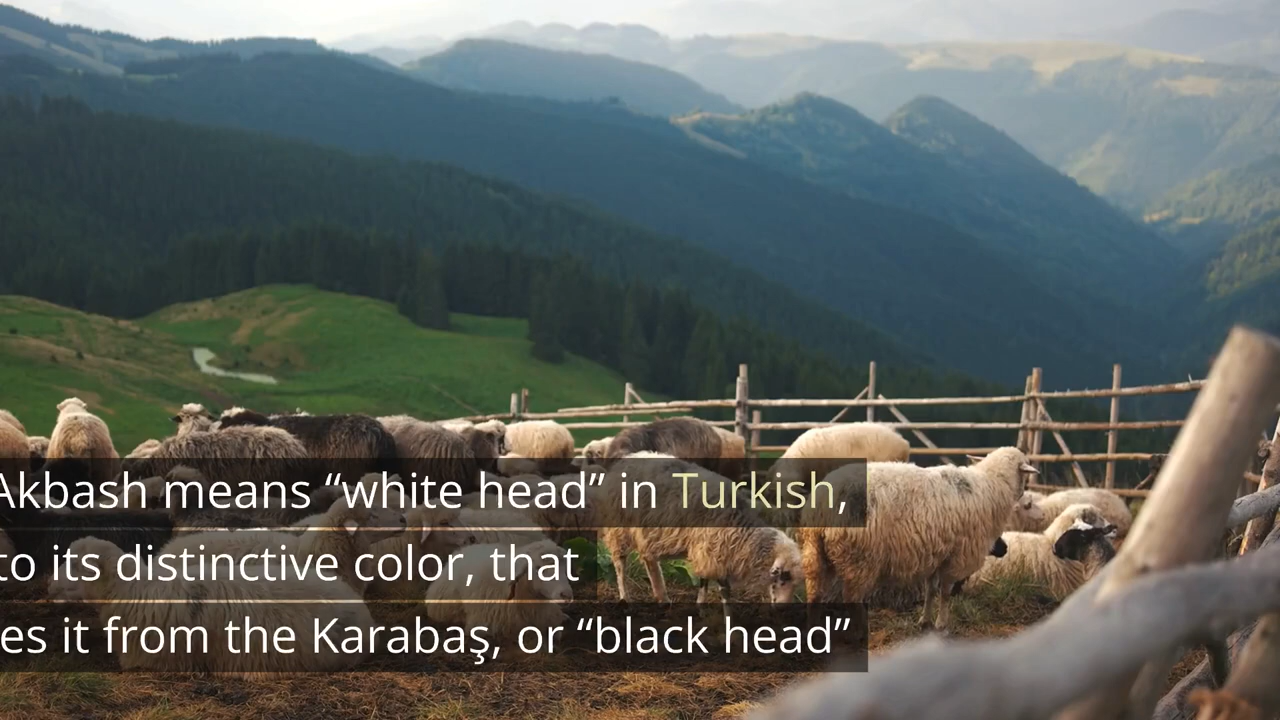 Akbash means “white head” in Turkish,
to its distinctive color, that
es it from the Karabaş, or “black head”